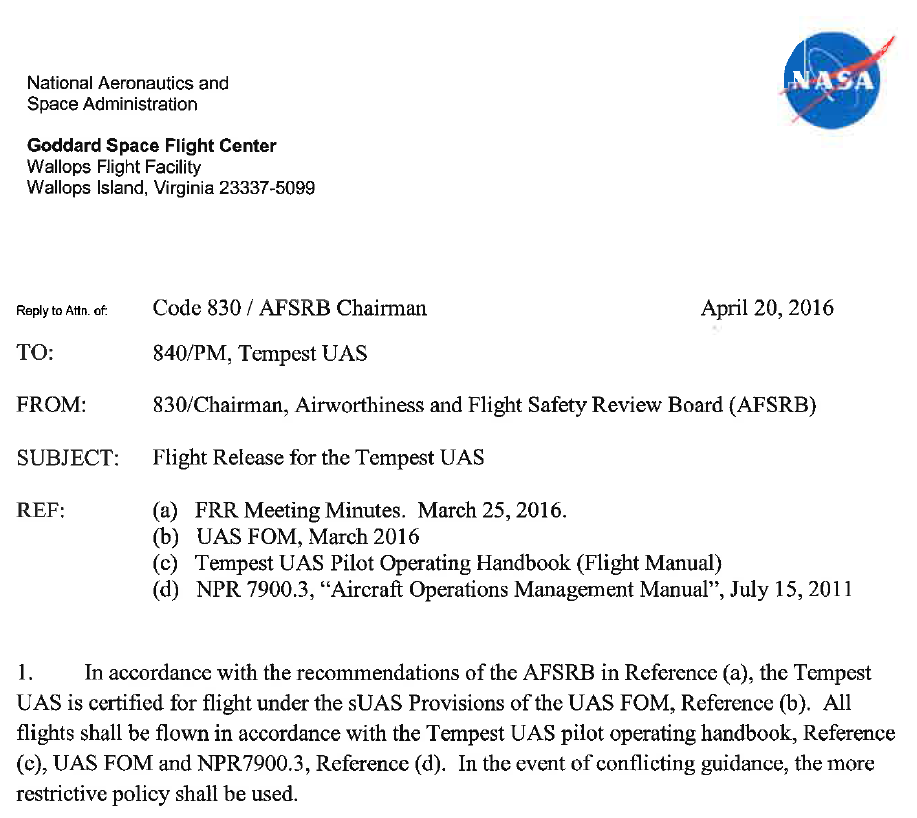 NASA
National Aeronautics and
Space Administration
Goddard Space Flight Center
Wallops Flight Facility
Wallops Island, Virginia 23337-5099
Reply to Attn. of: Code 830 / AFSRB Chairman April 20, 2016
TO: 840/PM, Tempest UAS
FROM: 830/Chairman, Airworthiness and Flight Safety Review Board (AFSRB)
SUBJECT: Flight Release for the Tempest UAS
REF: (a) FRR Meeting Minutes. March 25, 2016.
(b) UAS FOM, March 2016
(c) Tempest UAS Pilot Operating Handbook (Flight Manual)
(d) NPR 7900.3, “Aircraft Operations Management Manual”, July 15, 2011
1. In accordance with the recommendations of the AFSRB in Reference (a), the Tempest
UAS is certified for flight under the sUAS Provisions of the UAS FOM, Reference (b). All
flights shall be flown in accordance with the Tempest UAS pilot operating handbook, Reference
(c), UAS FOM and NPR7900.3, Reference (d). In the event of conflicting guidance, the more
restrictive policy shall be used.